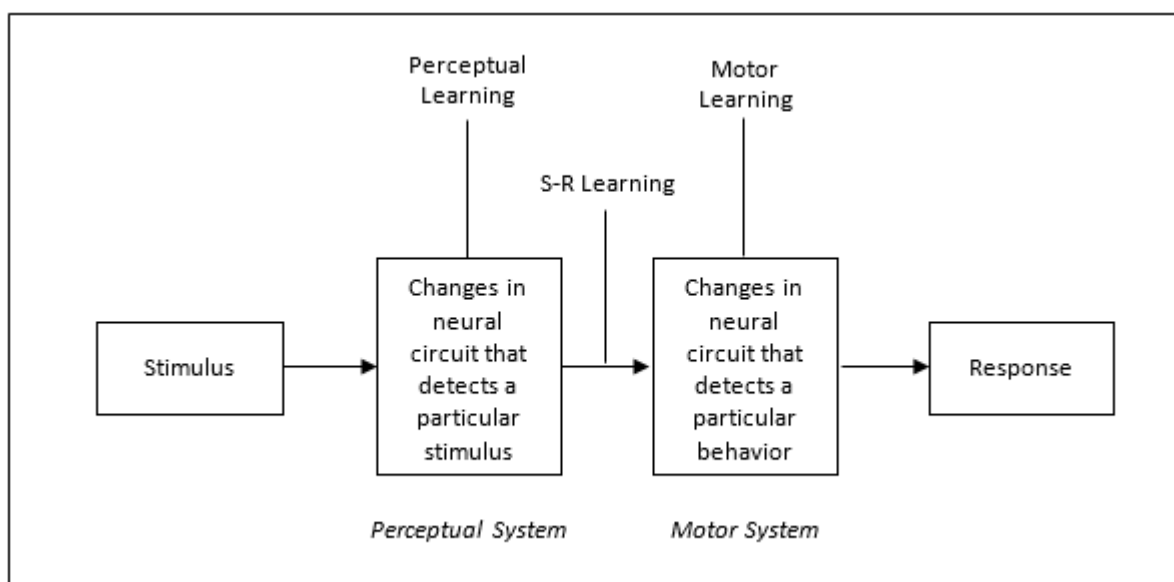 Perceptual
Learning
Motor
Learning
S-R Learning
Stimulus
Changes in
neural
circuit that
detects a
particular
stimulus
Changes in
neural
circuit that
detects a
particular
behavior
Response
Perceptual System
Motor System